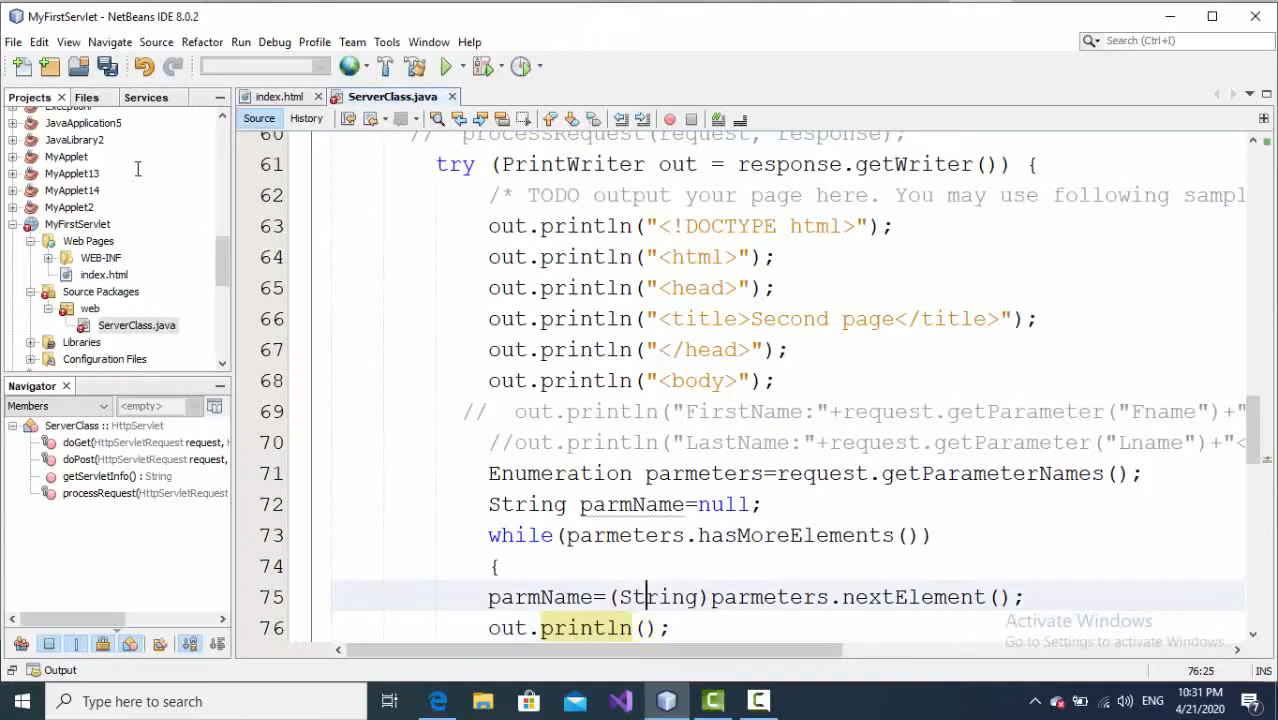 MyFirstServlet - NetBeans IDE 8.0.2
File Edit View Navigate Source Refactor Run Debug Profile Team Tools Window Help
Search (Ctrl+I)
Projects Files Services
index.html ServerClass.java
Source History
Exception
JavaApplication5
JavaLibrary2
MyApplet
MyApplet13
MyApplet14
MyApplet2
MyFirstServlet
Web Pages
WEB-INF
index.html
Source Packages
web
ServerClass.java
Libraries
Configuration Files
Navigator
Members <empty>
ServerClass :: HttpServlet
doGet(HttpServletRequest request, H
doPost(HttpServletRequest request,
getServletInfo() : String
processRequest(HttpServletRequest
60 // processRequest(request, response);
61 try (PrintWriter out = response.getWriter()) {
62 /* TODO output your page here. You may use following sampl
63 out.println("<!DOCTYPE html>");
64 out.println("<html>");
65 out.println("<head>");
66 out.println("<title>Second page</title>");
67 out.println("</head>");
68 out.println("<body>");
69 // out.println("FirstName:"+request.getParameter("Fname")+"
70 //out.println("LastName:"+request.getParameter("Lname")+"<
71 Enumeration parmeters=request.getParameterNames();
72 String parmName=null;
73 while(parmeters.hasMoreElements())
74 {
75 parmName=(String)parmeters.nextElement();
76 out.println();
Activate Windows
Go to Settings to activate Windows.
Output
76:25 INS
Type here to search
ENG
10:31 PM
4/21/2020
7